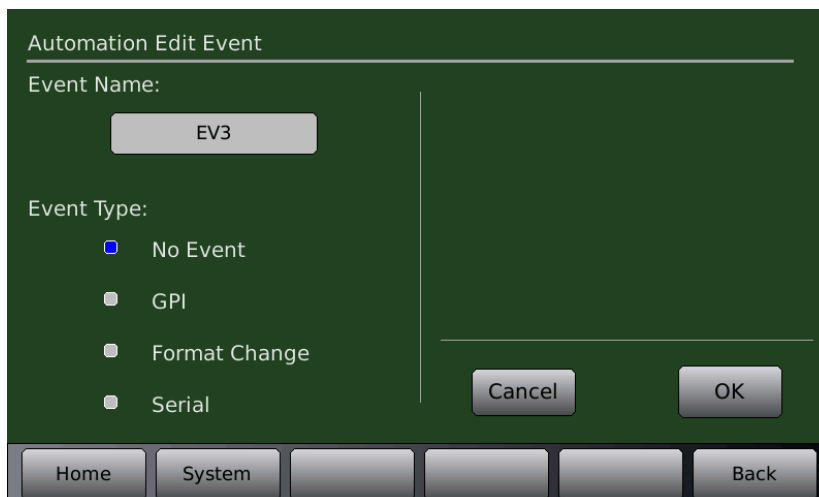 Automation Edit Event
Event Name:
EV3
Event Type:
No Event
GPI
Format Change
Serial
Cancel
OK
Home
System
Back